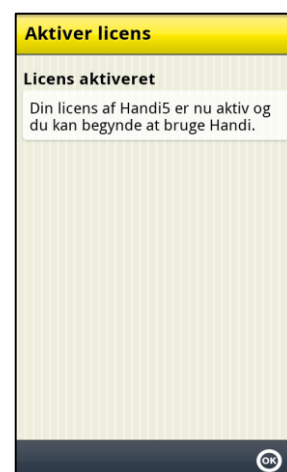 Aktiver licens
Licens aktiveret
Din licens af Handi5 er nu aktiv og
du kan begynde at bruge Handi.
OK